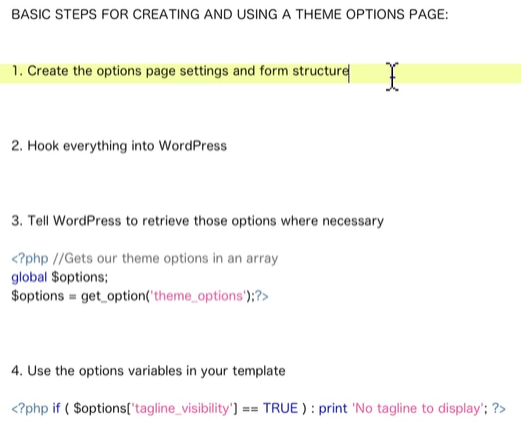 BASIC STEPS FOR CREATING AND USING A THEME OPTIONS PAGE:
1. Create the options page settings and form structure
2. Hook everything into WordPress
3. Tell WordPress to retrieve those options where necessary
<?php //Gets our theme options in an array
global $options;
$options = get_option('theme_options');?>
4. Use the options variables in your template
<?php if ( $options['tagline_visibility'] == TRUE ) : print 'No tagline to display'; ?>